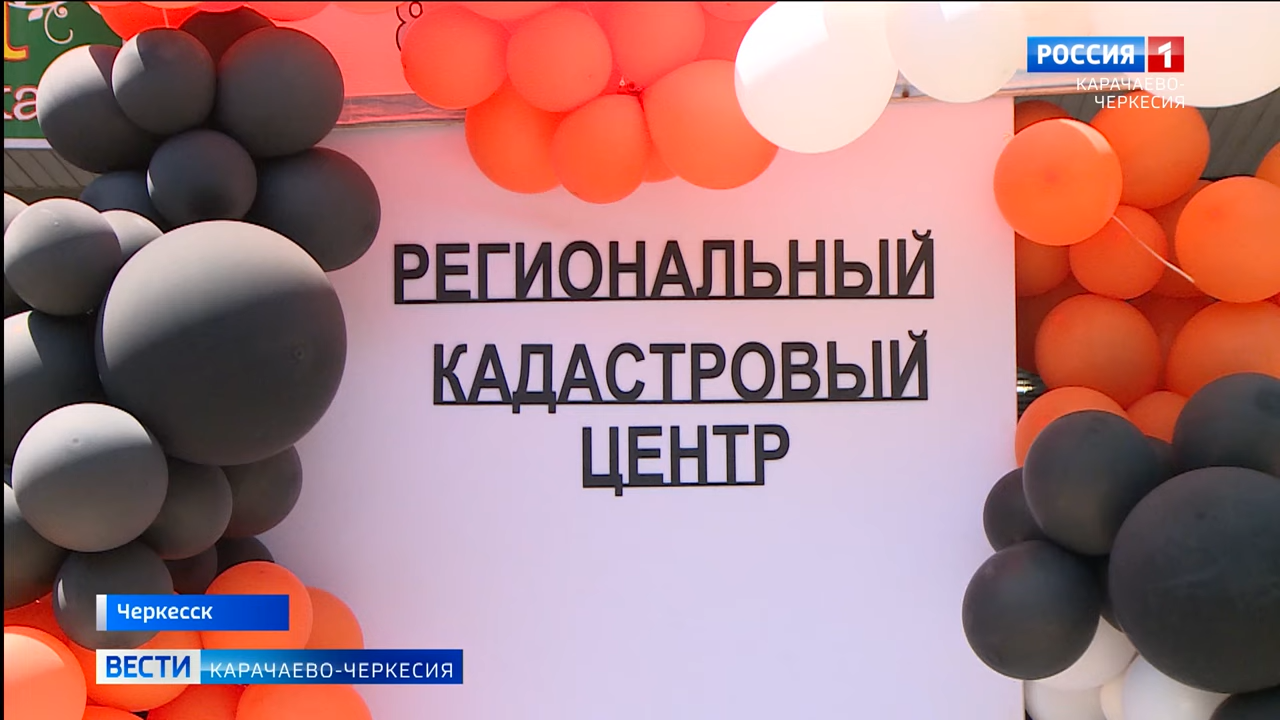 РОССИЯ 1
КАРАЧАЕВО-
ЧЕРКЕСИЯ
РЕГИОНАЛЬНЫЙ
КАДАСТРОВЫЙ
ЦЕНТР
Черкесск
ВЕСТИ КАРАЧАЕВО-ЧЕРКЕСИЯ